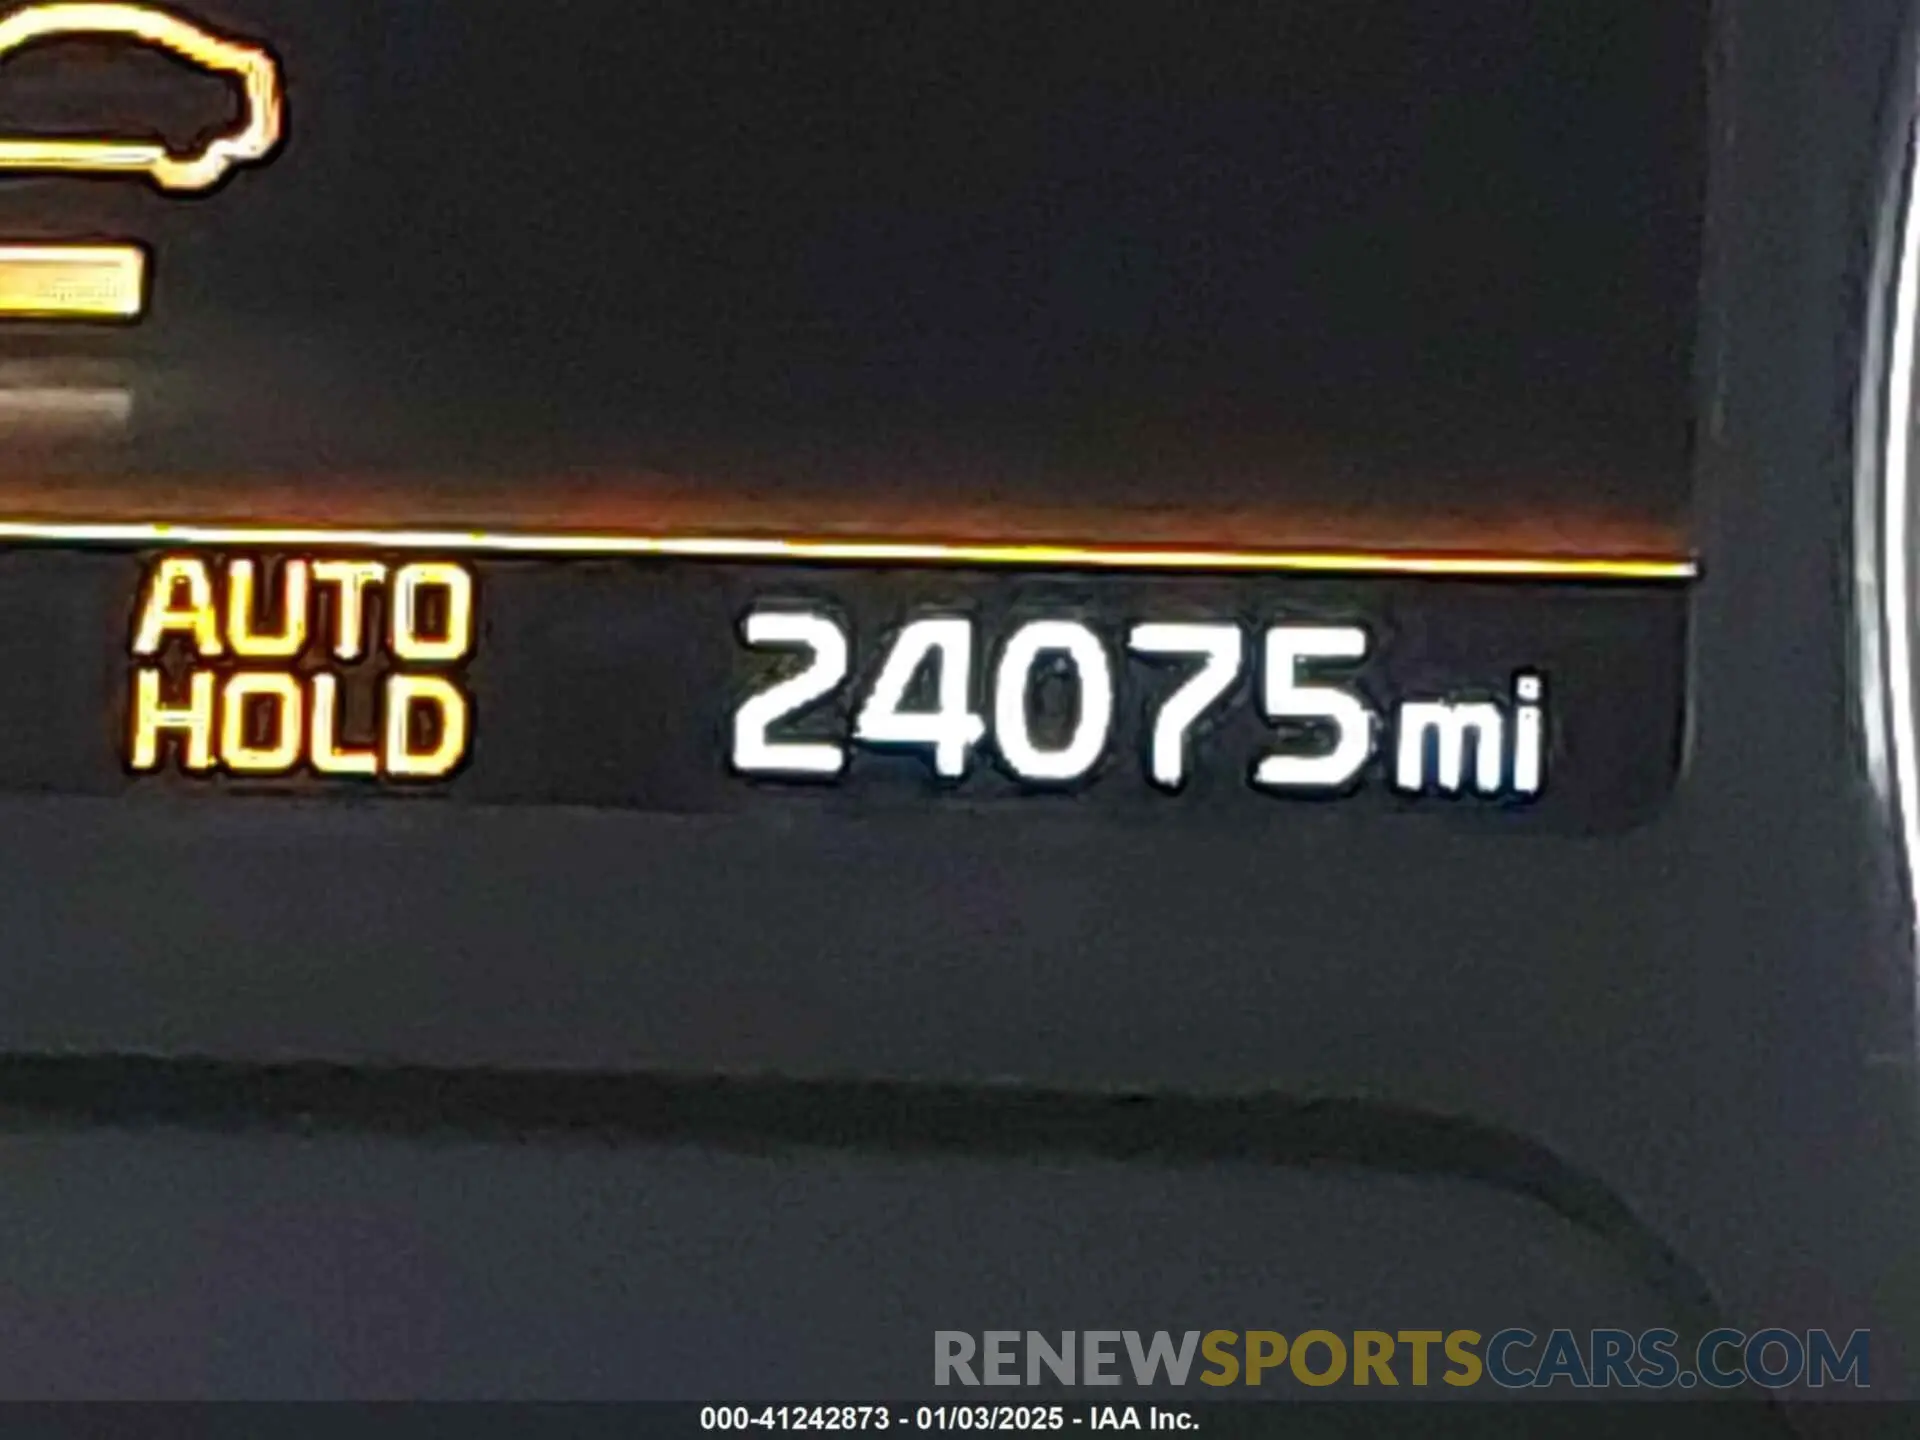 AUTO
HOLD
24075mi
RENEWSPORTSCARS.COM
000-41242873 - 01/03/2025 - IAA Inc.